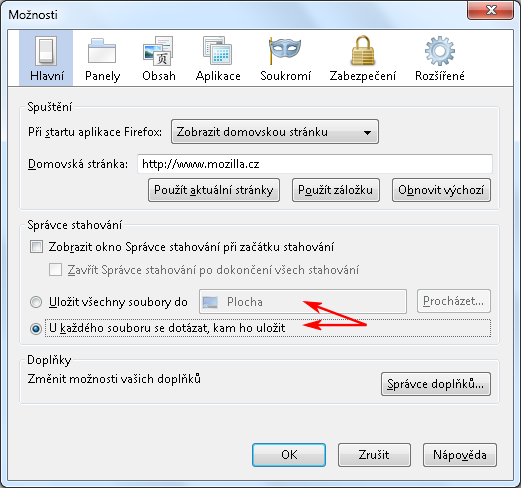 Možnosti
Hlavní Panely Obsah Aplikace Soukromí Zabezpečení Rozšířené
Spuštění
Při startu aplikace Firefox: Zobrazit domovskou stránku
Domovská stránka: http://www.mozilla.cz
Použít aktuální stránky Použít záložku Obnovit výchozí
Správce stahování
Zobrazit okno Správce stahování při začátku stahování
Zavřít Správce stahování po dokončení všech stahování
Uložit všechny soubory do Plocha Procházet...
U každého souboru se dotázat, kam ho uložit
Doplňky
Změnit možnosti vašich doplňků
Správce doplňků...
OK Zrušit Nápověda